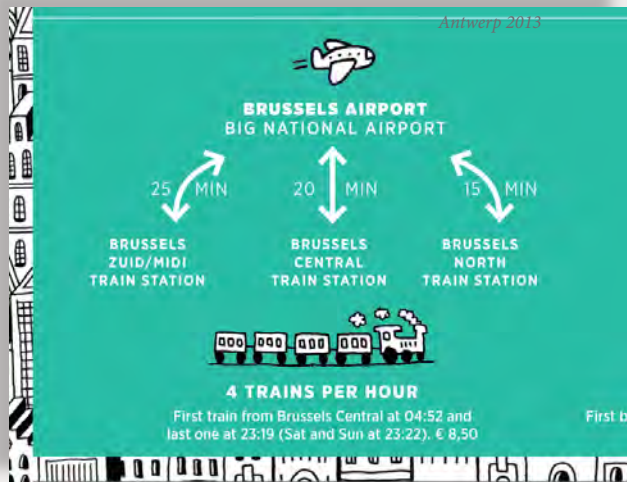 Antwerp 2013
BRUSSELS AIRPORT
BIG NATIONAL AIRPORT
25 MIN
20 MIN
15 MIN
BRUSSELS
ZUID/MIDI
TRAIN STATION
BRUSSELS
CENTRAL
TRAIN STATION
BRUSSELS
NORTH
TRAIN STATION
4 TRAINS PER HOUR
First train from Brussels Central at 04:52 and
last one at 23:19 (Sat and Sun at 23:22). € 8,50
First b